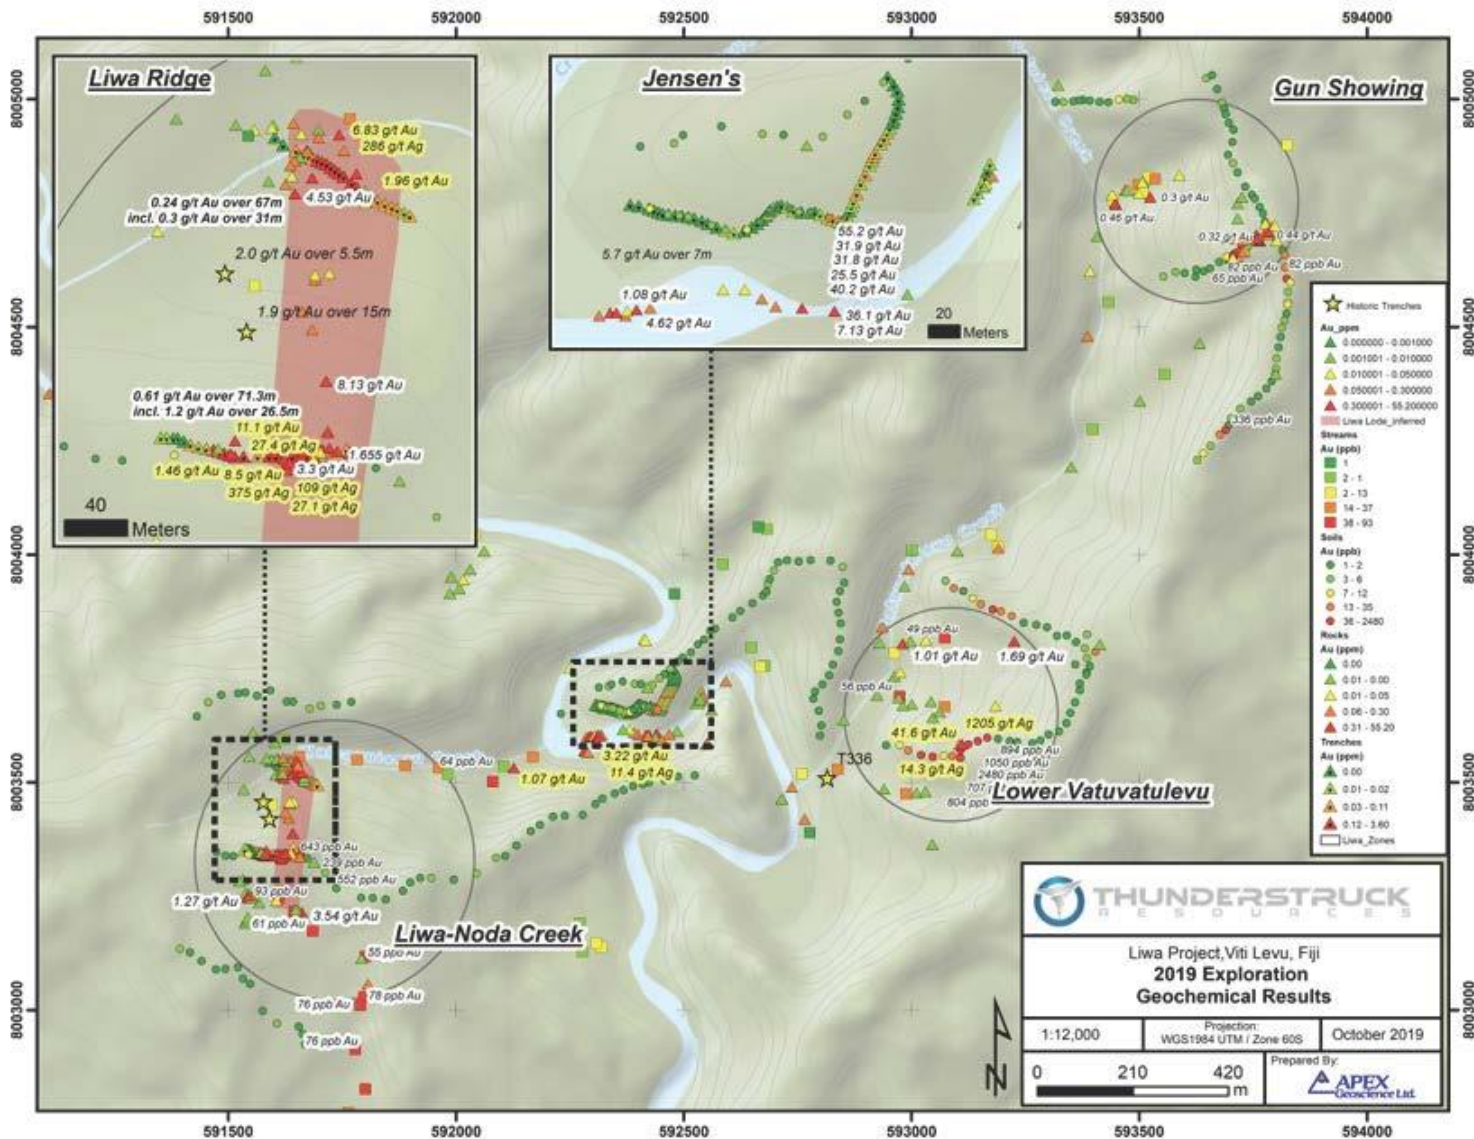 591500 592000 592500 593000 593500 594000
8005000
8004500
8004000
8003500
8003000
8005000
8004500
8004000
8003500
8003000
Liwa Ridge
6.83 g/t Au
286 g/t Ag
1.96 g/t Au
4.53 g/t Au
0.24 g/t Au over 67m
incl. 0.3 g/t Au over 31m
2.0 g/t Au over 5.5m
1.9 g/t Au over 15m
8.13 g/t Au
0.61 g/t Au over 71.3m
incl. 1.2 g/t Au over 26.5m
11.1 g/t Au
27.4 g/t Ag
1.655 g/t Au
1.46 g/t Au
8.5 g/t Au
3.3 g/t Au
375 g/t Ag
109 g/t Ag
27.1 g/t Ag
40
Meters
Jensen's
5.7 g/t Au over 7m
55.2 g/t Au
31.9 g/t Au
31.8 g/t Au
25.5 g/t Au
40.2 g/t Au
1.08 g/t Au
4.62 g/t Au
36.1 g/t Au
7.13 g/t Au
20
Meters
Gun Showing
0.3 g/t Au
0.46 g/t Au
0.32 g/t Au
0.44 g/t Au
82 ppb Au
82 ppb Au
65 ppb Au
336 ppb Au
49 ppb Au
1.01 g/t Au
1.69 g/t Au
56 ppb Au
1205 g/t Ag
41.6 g/t Au
14.3 g/t Ag
894 ppb Au
1050 ppb Au
2480 ppb Au
707
804 ppb
Lower Vatuvatulevu
T336
64 ppb Au
3.22 g/t Au
11.4 g/t Ag
1.07 g/t Au
643 ppb Au
239 ppb Au
552 ppb Au
93 ppb Au
1.27 g/t Au
61 ppb Au
3.54 g/t Au
Liwa-Noda Creek
55 ppb Au
78 ppb Au
76 ppb Au
76 ppb Au
Historic Trenches
Au_ppm
0.000000 - 0.001000
0.001001 - 0.010000
0.010001 - 0.050000
0.050001 - 0.300000
0.300001 - 55.200000
Liwa Lode_inferred
Streams
Au (ppb)
1
2 - 1
2 - 13
14 - 37
38 - 93
Soils
Au (ppb)
1 - 2
3 - 6
7 - 12
13 - 35
36 - 2480
Rocks
Au (ppm)
0.00
0.01 - 0.00
0.01 - 0.05
0.06 - 0.30
0.31 - 55.20
Trenches
Au (ppm)
0.00
0.01 - 0.02
0.03 - 0.11
0.12 - 3.60
Liwa_Zones
THUNDERSTRUCK
RESOURCES
Liwa Project,Viti Levu, Fiji
2019 Exploration
Geochemical Results
1:12,000
Projection:
WGS1984 UTM / Zone 60S
October 2019
0 210 420
m
Prepared By:
APEX
Geoscience Ltd.
N
591500 592000 592500 593000 593500 594000